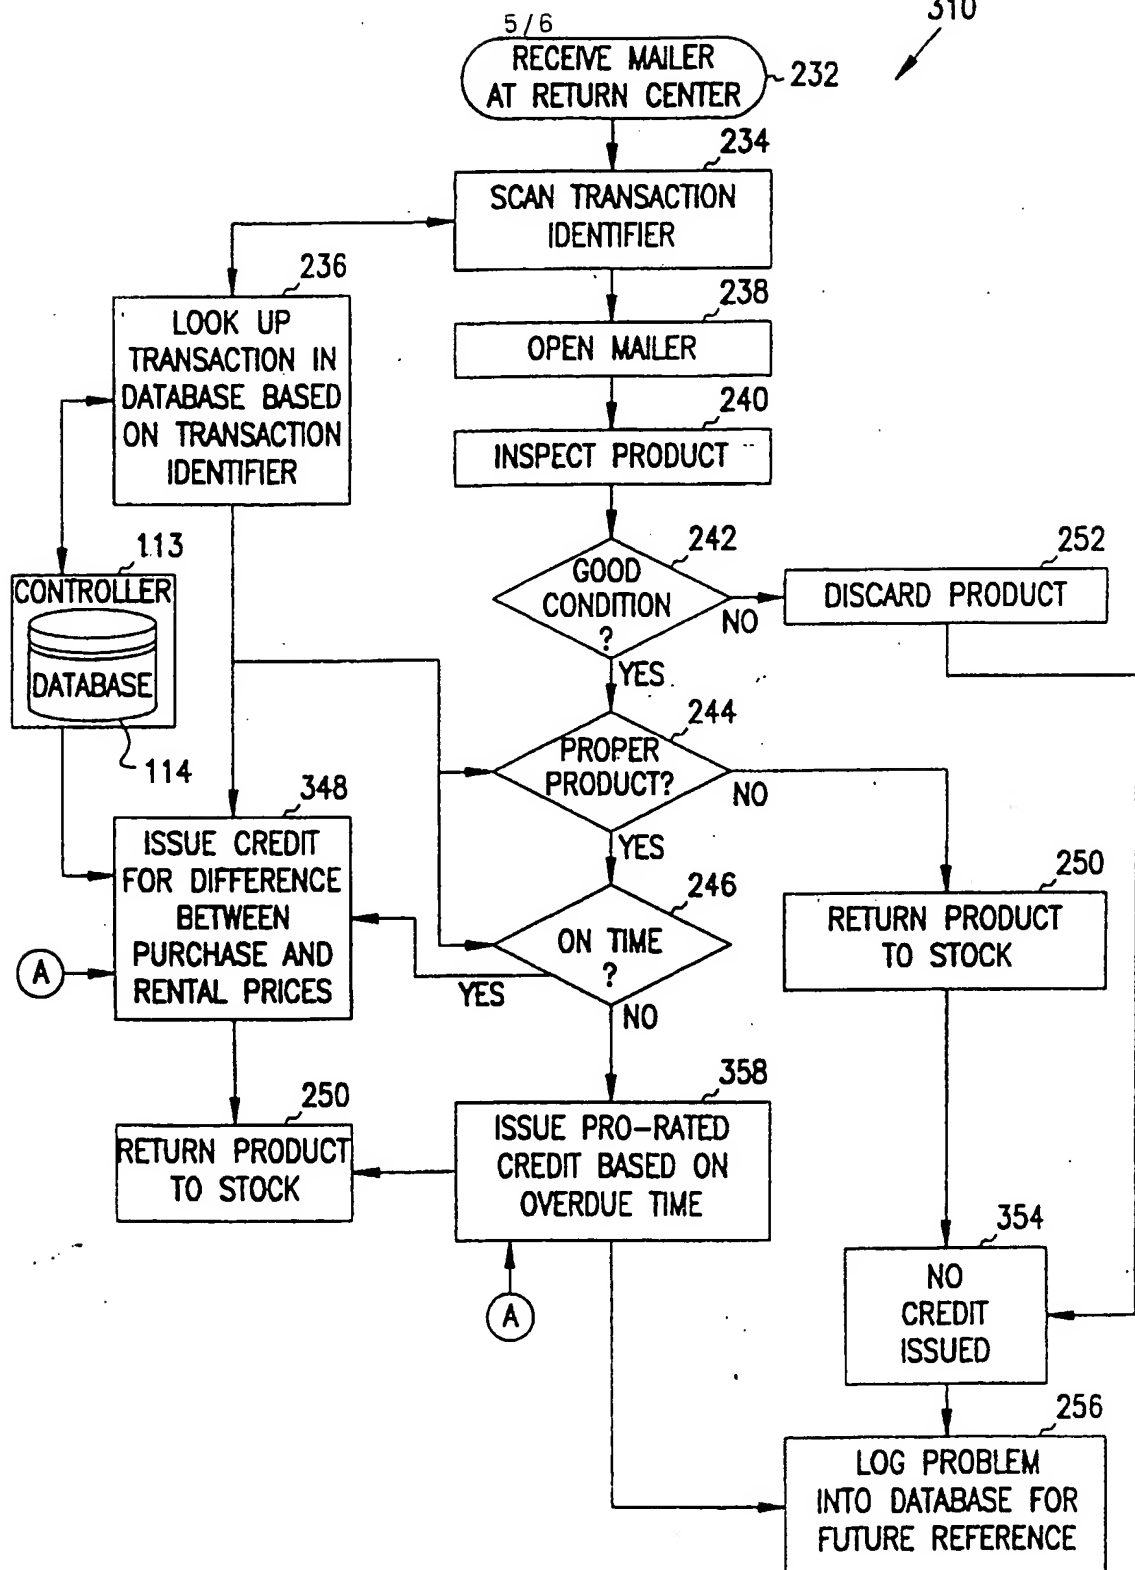 310
5/6
RECEIVE MAILER
AT RETURN CENTER
232
234
SCAN TRANSACTION
IDENTIFIER
236
LOOK UP
TRANSACTION IN
DATABASE BASED
ON TRANSACTION
IDENTIFIER
238
OPEN MAILER
240
INSPECT PRODUCT
242
GOOD
CONDITION
?
NO
YES
252
DISCARD PRODUCT
113
CONTROLLER
DATABASE
114
244
PROPER
PRODUCT?
NO
YES
348
ISSUE CREDIT
FOR DIFFERENCE
BETWEEN
PURCHASE AND
RENTAL PRICES
A
246
ON TIME
?
YES
NO
250
RETURN PRODUCT
TO STOCK
250
RETURN PRODUCT
TO STOCK
358
ISSUE PRO-RATED
CREDIT BASED ON
OVERDUE TIME
A
354
NO
CREDIT
ISSUED
256
LOG PROBLEM
INTO DATABASE FOR
FUTURE REFERENCE